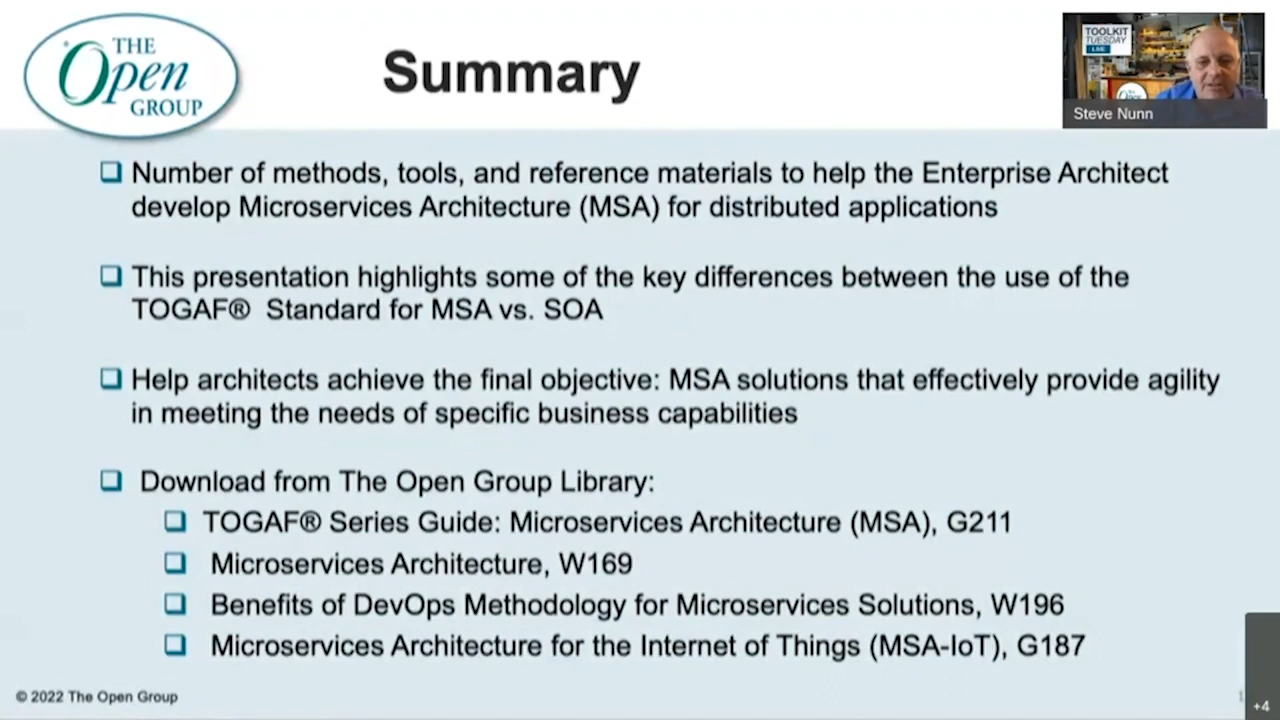 THE
Open
GROUP
Summary
TOOLKIT
TUESDAY
LIVE
Steve Nunn
Number of methods, tools, and reference materials to help the Enterprise Architect
develop Microservices Architecture (MSA) for distributed applications
This presentation highlights some of the key differences between the use of the
TOGAF® Standard for MSA vs. SOA
Help architects achieve the final objective: MSA solutions that effectively provide agility
in meeting the needs of specific business capabilities
Download from The Open Group Library:
TOGAF® Series Guide: Microservices Architecture (MSA), G211
Microservices Architecture, W169
Benefits of DevOps Methodology for Microservices Solutions, W196
Microservices Architecture for the Internet of Things (MSA-IoT), G187
© 2022 The Open Group
+4